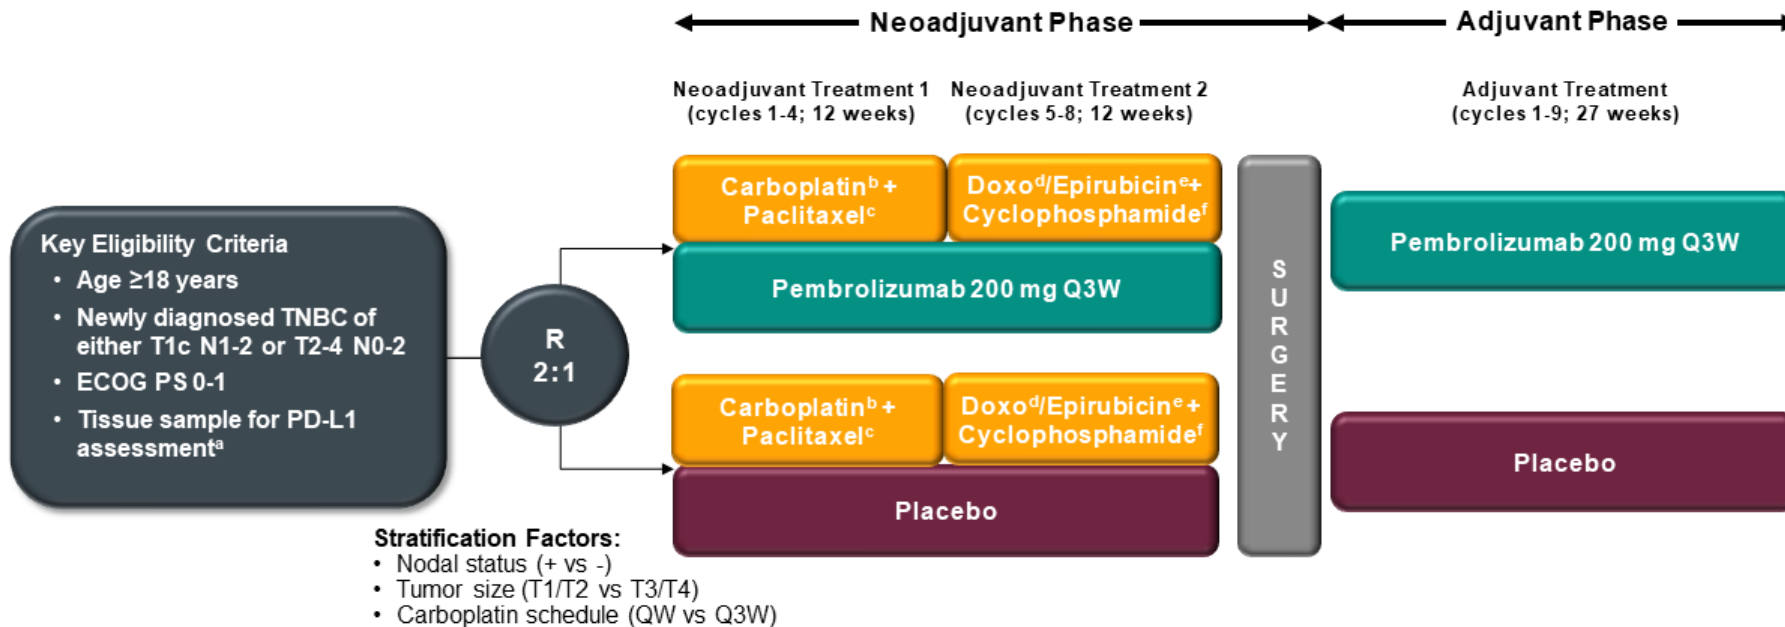 Neoadjuvant Phase
Adjuvant Phase
Neoadjuvant Treatment 1
(cycles 1-4; 12 weeks)
Neoadjuvant Treatment 2
(cycles 5-8; 12 weeks)
Adjuvant Treatment
(cycles 1-9; 27 weeks)
Key Eligibility Criteria
• Age ≥18 years
• Newly diagnosed TNBC of
either T1c N1-2 or T2-4 N0-2
• ECOG PS 0-1
• Tissue sample for PD-L1
assessmentᵃ
R
2:1
Carboplatinᵇ +
Paclitaxelᶜ
Doxoᵈ/Epirubicinᵉ+
Cyclophosphamideᶠ
Pembrolizumab 200 mg Q3W
Carboplatinᵇ +
Paclitaxelᶜ
Doxoᵈ/Epirubicinᵉ+
Cyclophosphamideᶠ
Placebo
SURGERY
Pembrolizumab 200 mg Q3W
Placebo
Stratification Factors:
• Nodal status (+ vs -)
• Tumor size (T1/T2 vs T3/T4)
• Carboplatin schedule (QW vs Q3W)